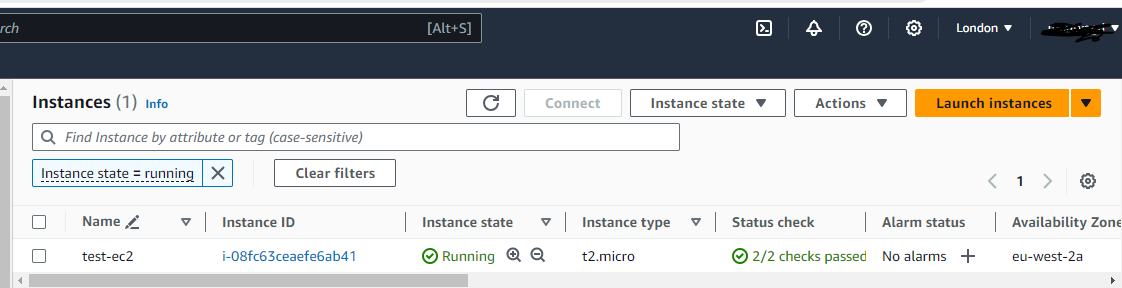 rch [Alt+S] London
Instances (1) Info Connect Instance state Actions Launch instances
Find Instance by attribute or tag (case-sensitive)
Instance state = running Clear filters
1
Name Instance ID Instance state Instance type Status check Alarm status Availability Zone
test-ec2 i-08fc63ceaefe6ab41 Running t2.micro 2/2 checks passed No alarms eu-west-2a